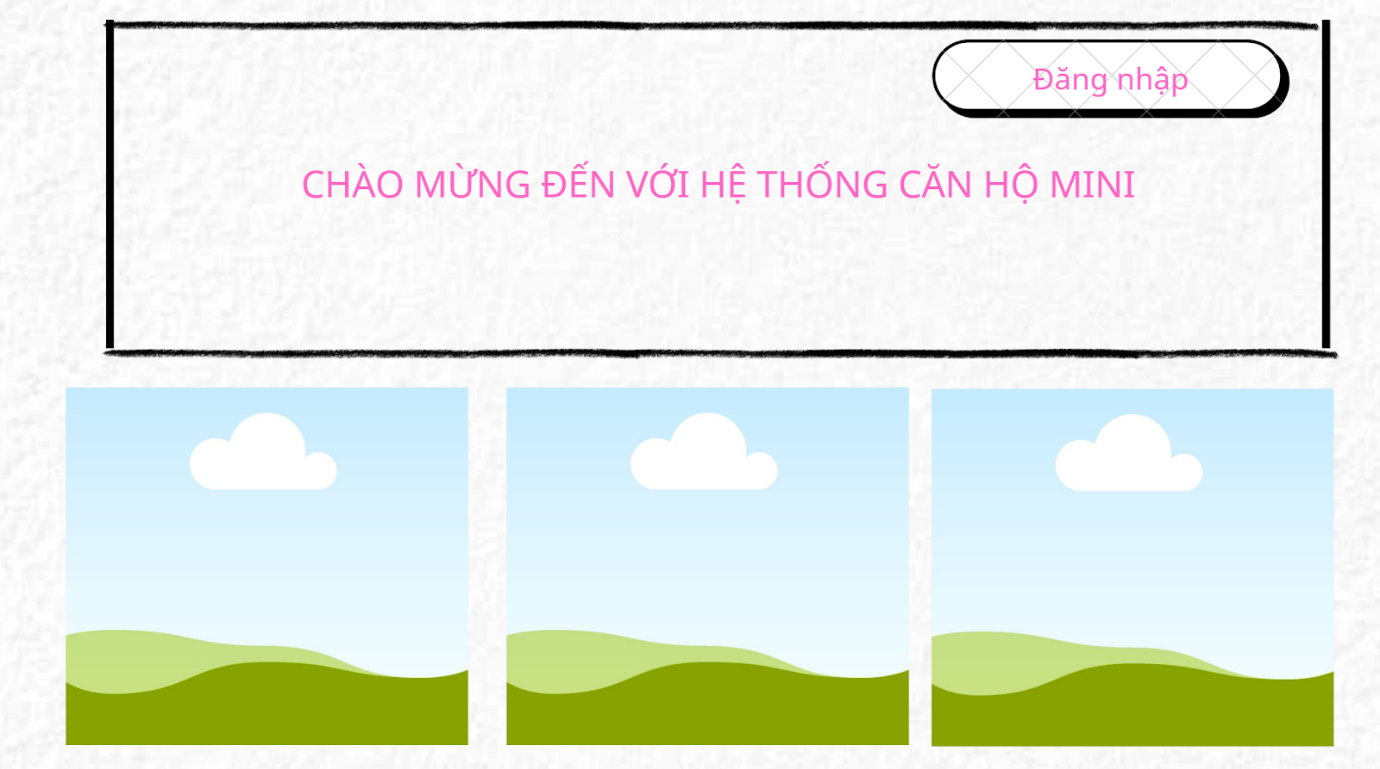 Đăng nhập
CHÀO MỪNG ĐẾN VỚI HỆ THỐNG CĂN HỘ MINI